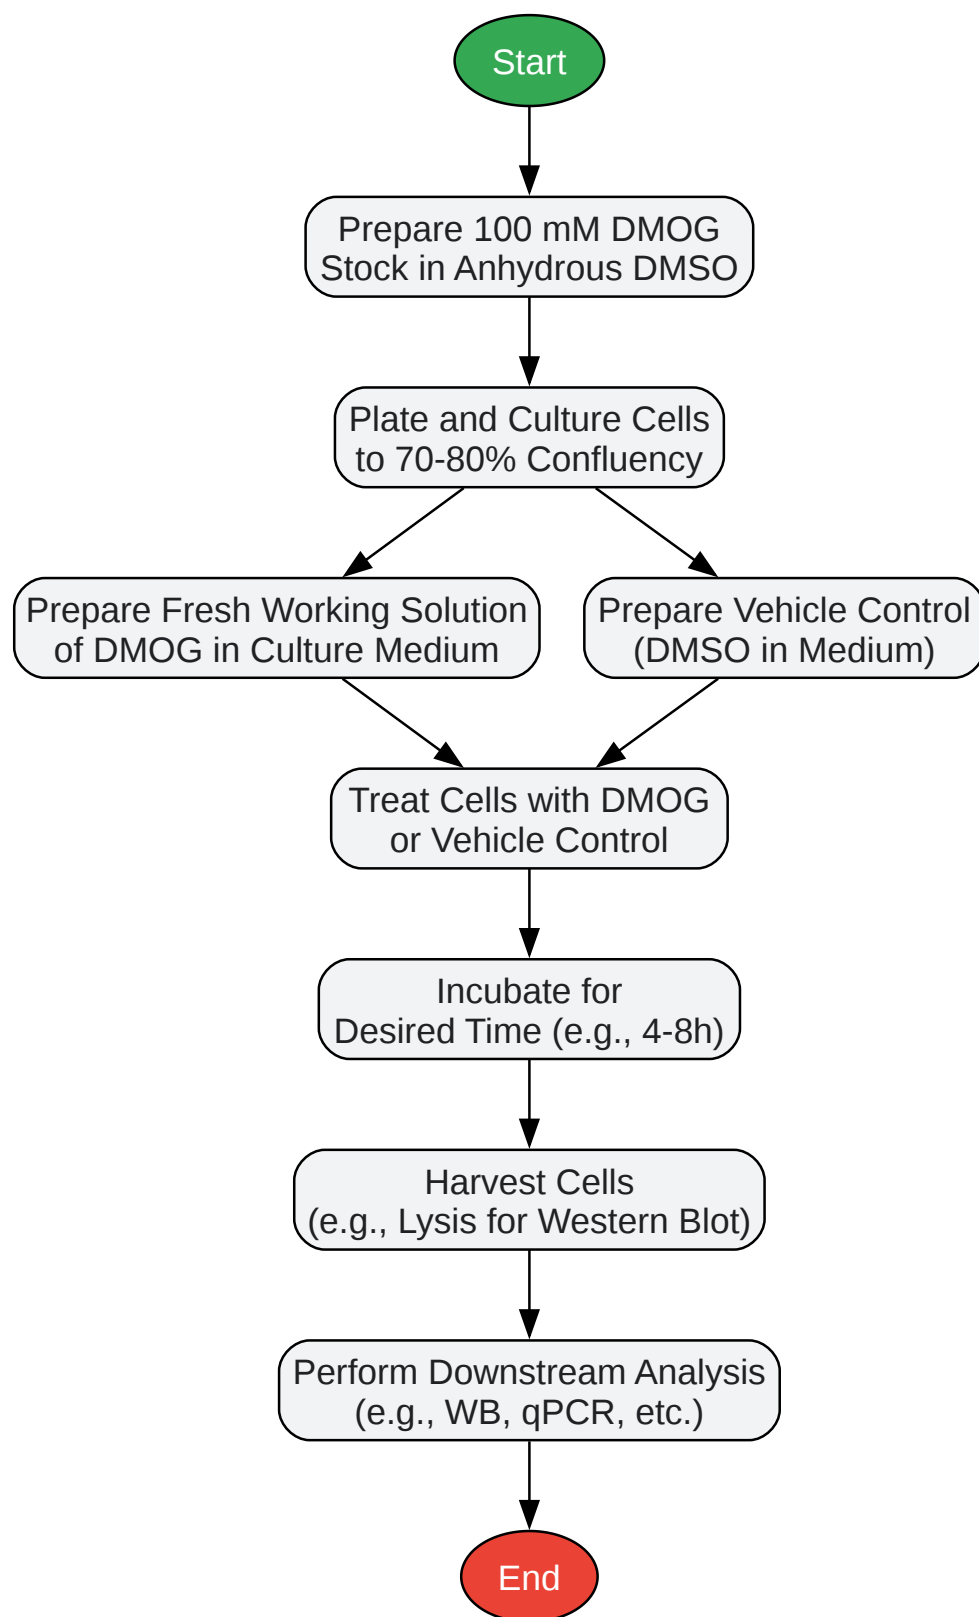 Start
Prepare 100 mM DMOG
Stock in Anhydrous DMSO
Plate and Culture Cells
to 70-80% Confluency
Prepare Fresh Working Solution
of DMOG in Culture Medium
Prepare Vehicle Control
(DMSO in Medium)
Treat Cells with DMOG
or Vehicle Control
Incubate for
Desired Time (e.g., 4-8h)
Harvest Cells
(e.g., Lysis for Western Blot)
Perform Downstream Analysis
(e.g., WB, qPCR, etc.)
End